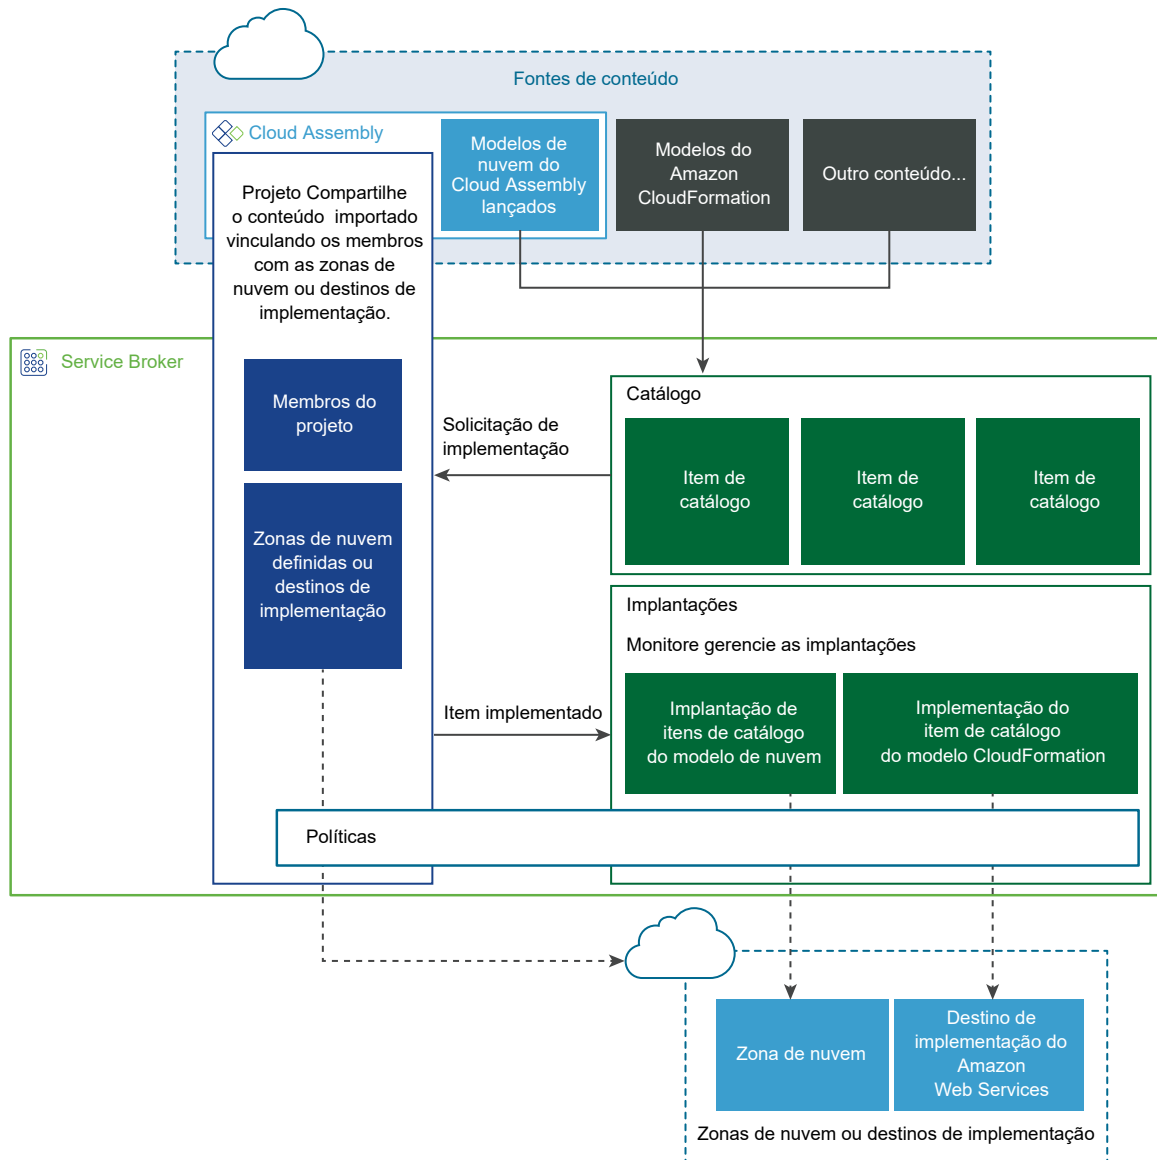 Fontes de conteúdo
Cloud Assembly
Modelos de
nuvem do
Cloud Assembly
lançados
Modelos do
Amazon
CloudFormation
Outro conteúdo...
Projeto Compartilhe
o conteúdo importado
vinculando os membros
com as zonas de
nuvem ou destinos de
implementação.
Service Broker
Membros do
projeto
Zonas de nuvem
definidas ou
destinos de
implementação
Solicitação de
implementação
Catálogo
Item de
catálogo
Item de
catálogo
Item de
catálogo
Implantações
Monitore gerencie as implantações
Item implementado
Implantação de
itens de catálogo
do modelo de nuvem
Implementação do
item de catálogo
do modelo CloudFormation
Políticas
Zona de nuvem
Destino de
implementação do
Amazon
Web Services
Zonas de nuvem ou destinos de implementação